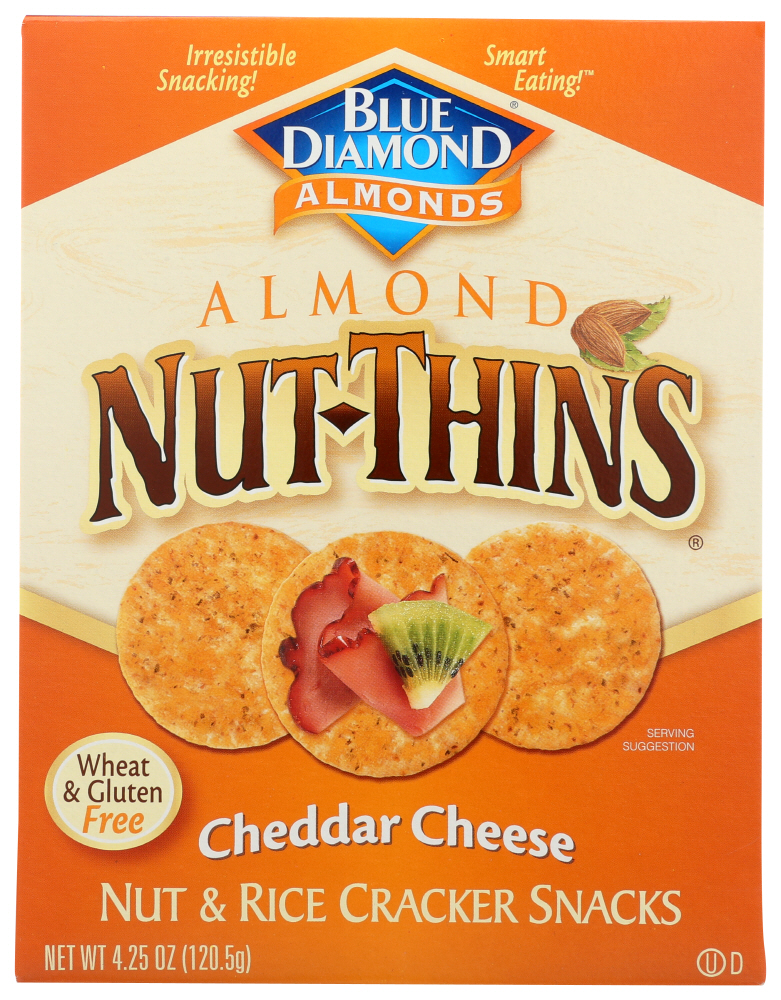 Irresistible
Snacking!
Smart
Eating!™
BLUE
DIAMOND®
ALMONDS
ALMOND
NUT-THINS
®
SERVING
SUGGESTION
Wheat
& Gluten
Free
Cheddar Cheese
NUT & RICE CRACKER SNACKS
NET WT 4.25 OZ (120.5g)
Ⓤ D